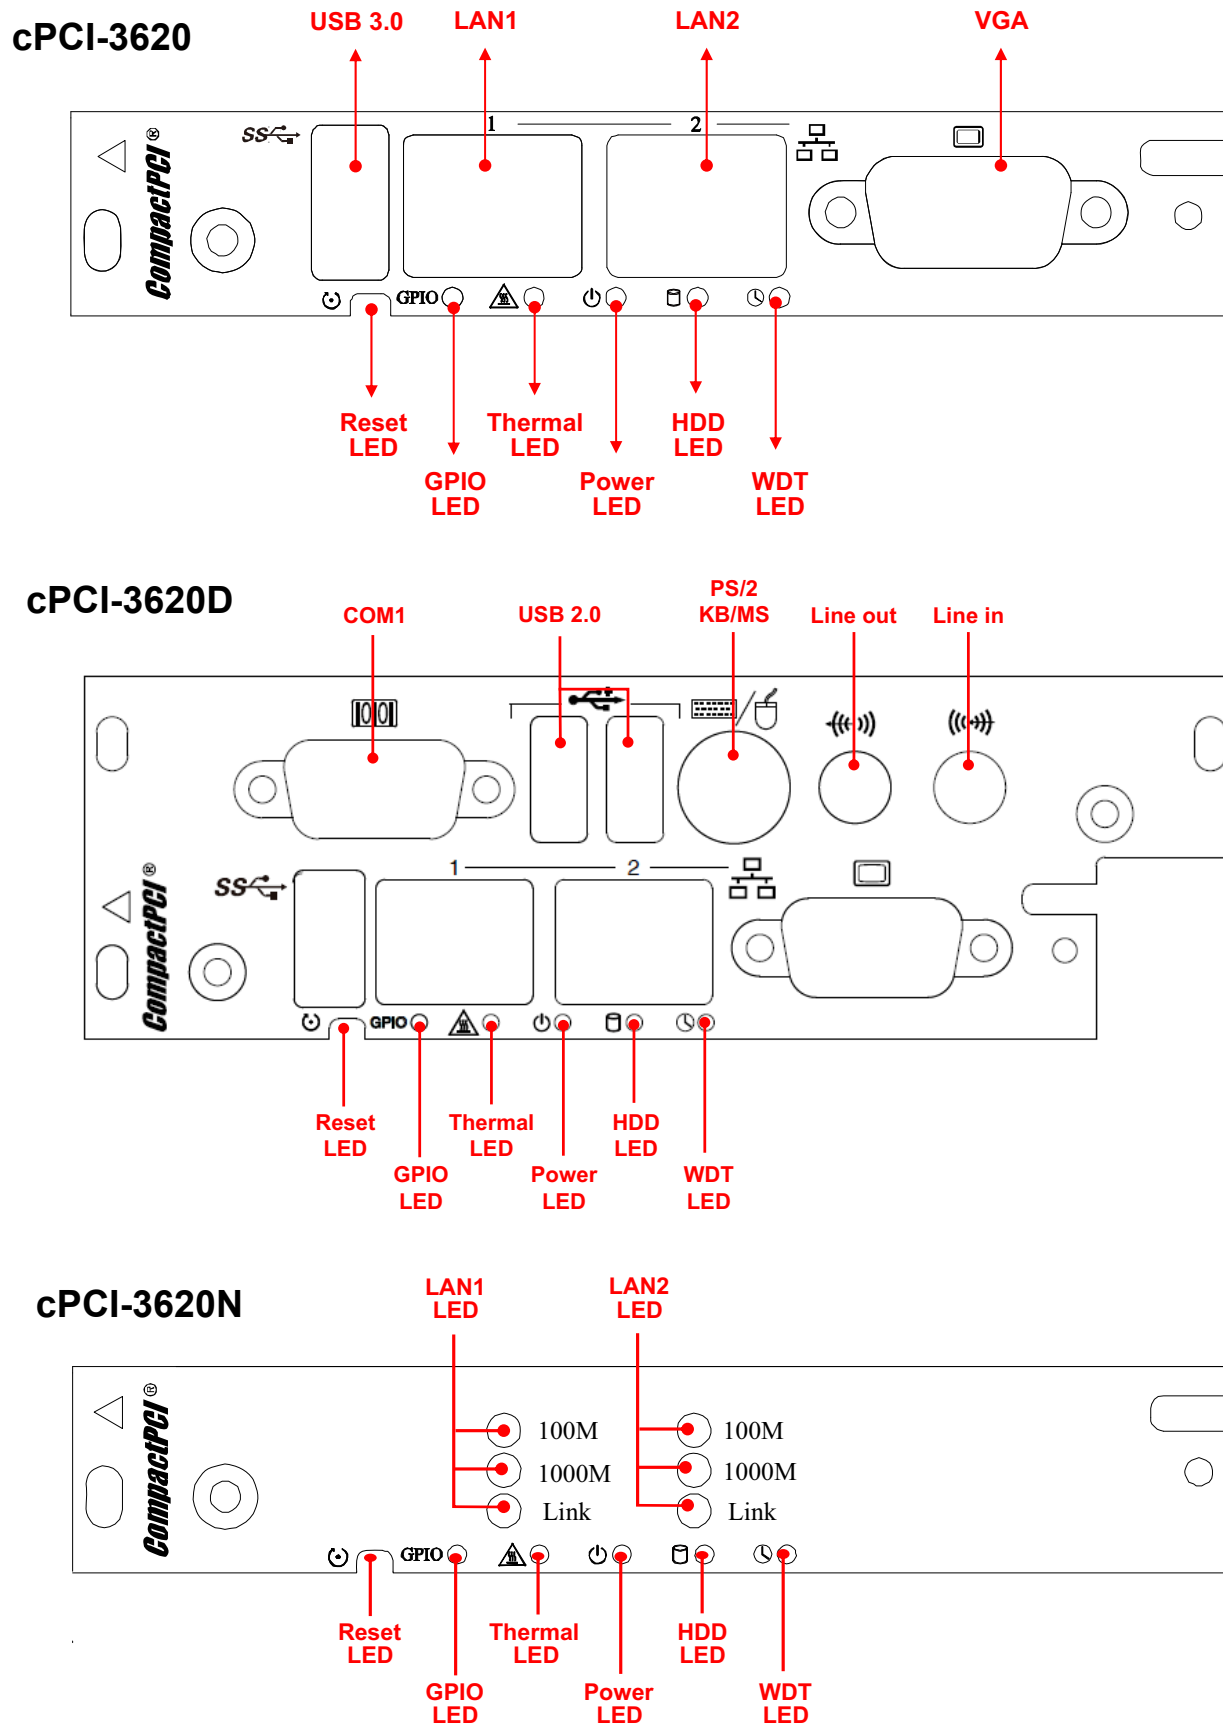 cPCI-3620
USB 3.0
LAN1
LAN2
VGA
CompactPCI®
SS
1
2
GPIO
Reset
LED
GPIO
LED
Thermal
LED
Power
LED
HDD
LED
WDT
LED
cPCI-3620D
COM1
USB 2.0
PS/2
KB/MS
Line out
Line in
|0|0|
CompactPCI®
SS
1
2
GPIO
Reset
LED
GPIO
LED
Thermal
LED
Power
LED
HDD
LED
WDT
LED
cPCI-3620N
LAN1
LED
LAN2
LED
CompactPCI®
100M
1000M
Link
100M
1000M
Link
GPIO
Reset
LED
GPIO
LED
Thermal
LED
Power
LED
HDD
LED
WDT
LED